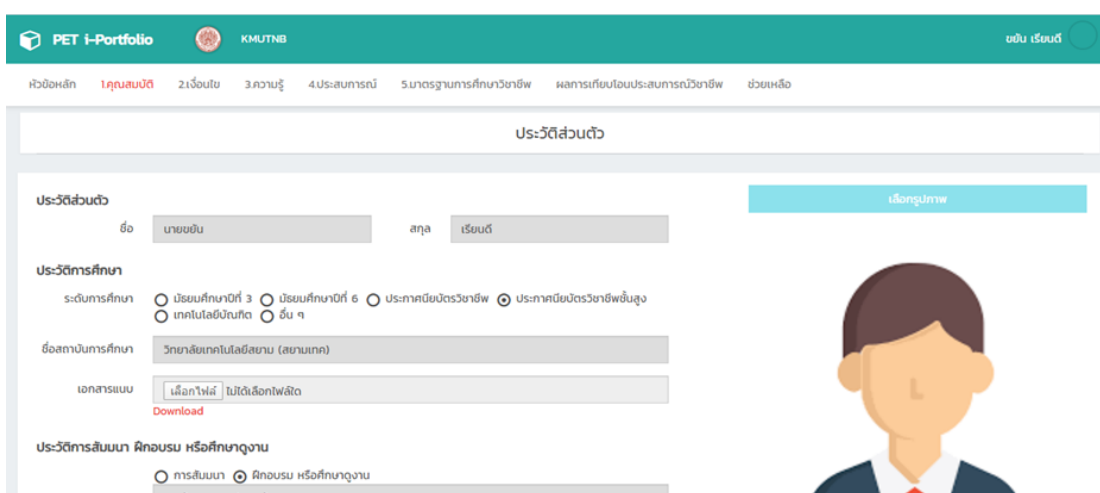 PET i-Portfolio KMUTNB ขยัน เรียนดี
หัวข้อหลัก 1.คุณสมบัติ 2.เงื่อนไข 3.ความรู้ 4.ประสบการณ์ 5.มาตรฐานการศึกษาวิชาชีพ ผลการเทียบโอนประสบการณ์วิชาชีพ ช่วยเหลือ
ประวัติส่วนตัว
ประวัติส่วนตัว
เลือกรูปภาพ
ชื่อ นายขยัน สกุล เรียนดี
ประวัติการศึกษา
ระดับการศึกษา มัธยมศึกษาปีที่ 3 มัธยมศึกษาปีที่ 6 ประกาศนียบัตรวิชาชีพ ประกาศนียบัตรวิชาชีพชั้นสูง
เทคโนโลยีบัณฑิต อื่น ๆ
ชื่อสถาบันการศึกษา วิทยาลัยเทคโนโลยีสยาม (สยามเทค)
เอกสารแนบ เลือกไฟล์ ไม่ได้เลือกไฟล์ใด
Download
ประวัติการสัมมนา ฝึกอบรม หรือศึกษาดูงาน
การสัมมนา ฝึกอบรม หรือศึกษาดูงาน